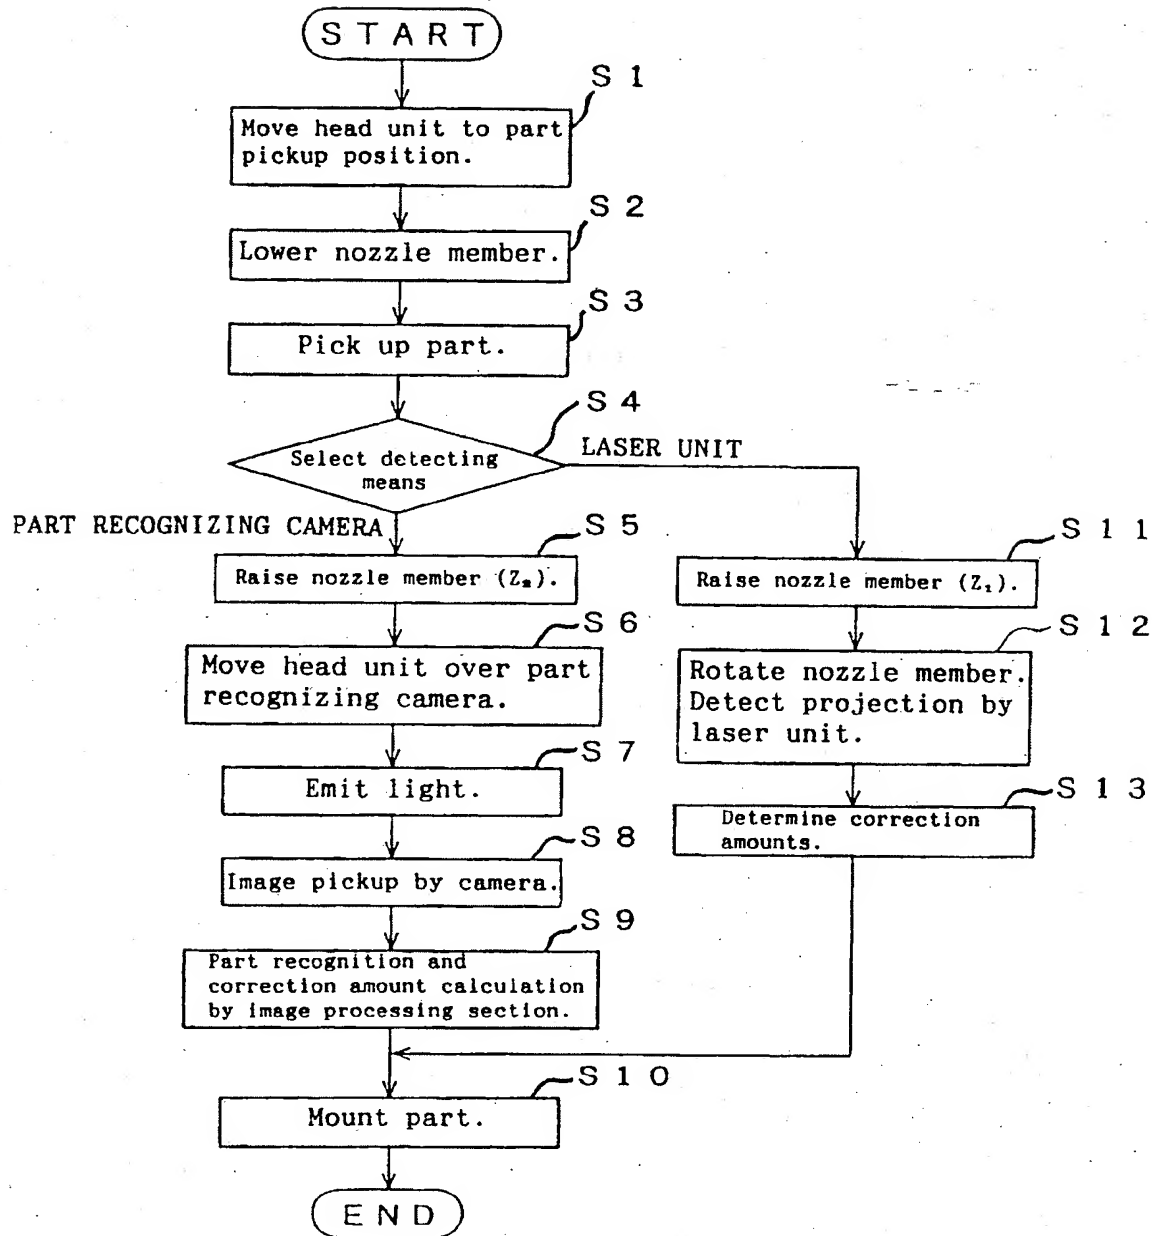 START
S1
Move head unit to part
pickup position.
S2
Lower nozzle member.
S3
Pick up part.
S4
Select detecting
means
LASER UNIT
PART RECOGNIZING CAMERA
S5
Raise nozzle member (Z₂).
S6
Move head unit over part
recognizing camera.
S7
Emit light.
S8
Image pickup by camera.
S9
Part recognition and
correction amount calculation
by image processing section.
S11
Raise nozzle member (Z₁).
S12
Rotate nozzle member.
Detect projection by
laser unit.
S13
Determine correction
amounts.
S10
Mount part.
END